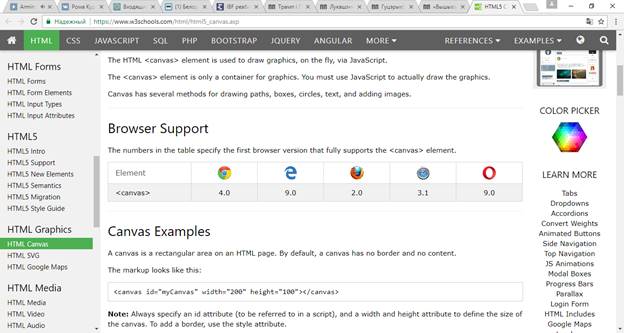 Armin
Рома Кр
Входящи
(1) Белор
IBF реаби
Травит Г
Лукашэн
Гуцэрып
«Вышива
HTML5 C
Надежный | https://www.w3schools.com/html/html5_canvas.asp
HTML CSS JAVASCRIPT SQL PHP BOOTSTRAP JQUERY ANGULAR MORE REFERENCES EXAMPLES
HTML Forms
HTML Forms
HTML Form Elements
HTML Input Types
HTML Input Attributes
HTML5
HTML5 Intro
HTML5 Support
HTML5 New Elements
HTML5 Semantics
HTML5 Migration
HTML5 Style Guide
HTML Graphics
HTML Canvas
HTML SVG
HTML Google Maps
HTML Media
HTML Media
HTML Video
HTML Audio
The HTML <canvas> element is used to draw graphics, on the fly, via JavaScript.
The <canvas> element is only a container for graphics. You must use JavaScript to actually draw the graphics.
Canvas has several methods for drawing paths, boxes, circles, text, and adding images.
Browser Support
The numbers in the table specify the first browser version that fully supports the <canvas> element.
Element
<canvas> 4.0 9.0 2.0 3.1 9.0
Canvas Examples
A canvas is a rectangular area on an HTML page. By default, a canvas has no border and no content.
The markup looks like this:
<canvas id="myCanvas" width="200" height="100"></canvas>
Note: Always specify an id attribute (to be referred to in a script), and a width and height attribute to define the size of
the canvas. To add a border, use the style attribute.
COLOR PICKER
LEARN MORE
Tabs
Dropdowns
Accordions
Convert Weights
Animated Buttons
Side Navigation
Top Navigation
JS Animations
Modal Boxes
Progress Bars
Parallax
Login Form
HTML Includes
Google Maps